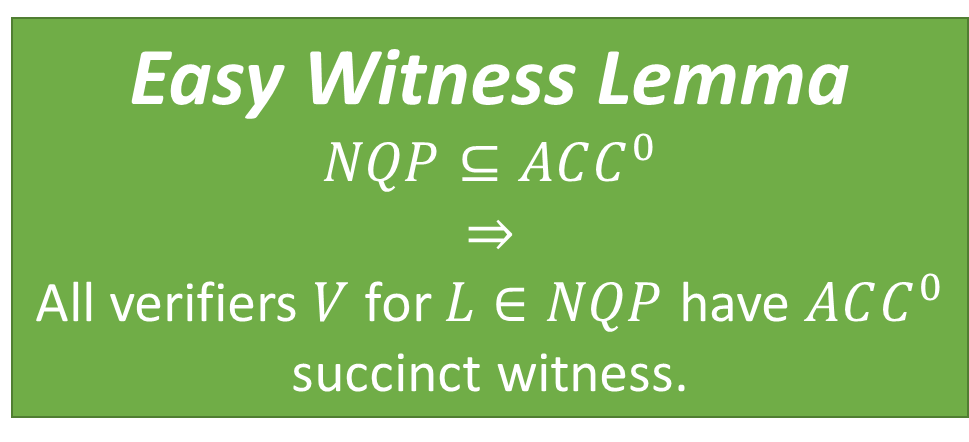 Easy Witness Lemma
NQP ⊆ ACC⁰
⇒
All verifiers V for L ∈ NQP have ACC⁰
succinct witness.